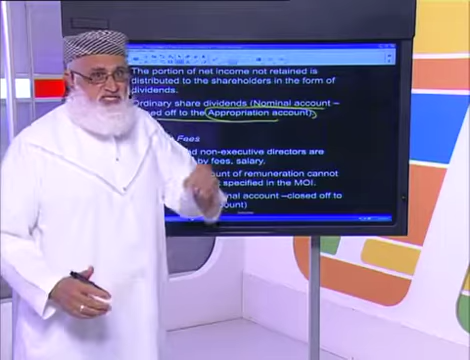 The portion of net income not retained is
distributed to the shareholders in the form of
dividends.
Ordinary share dividends (Nominal account –
ed off to the Appropriation account)
Fees
and non-executive directors are
by fees, salary.
ount of remuneration cannot
specified in the MOI.
inal account –closed off to
ount)